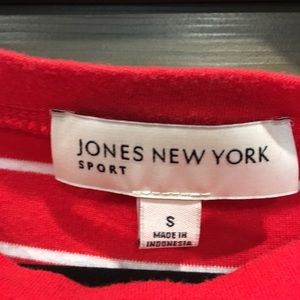 JONES NEW YORK
SPORT
S
MADE IN
INDONESIA